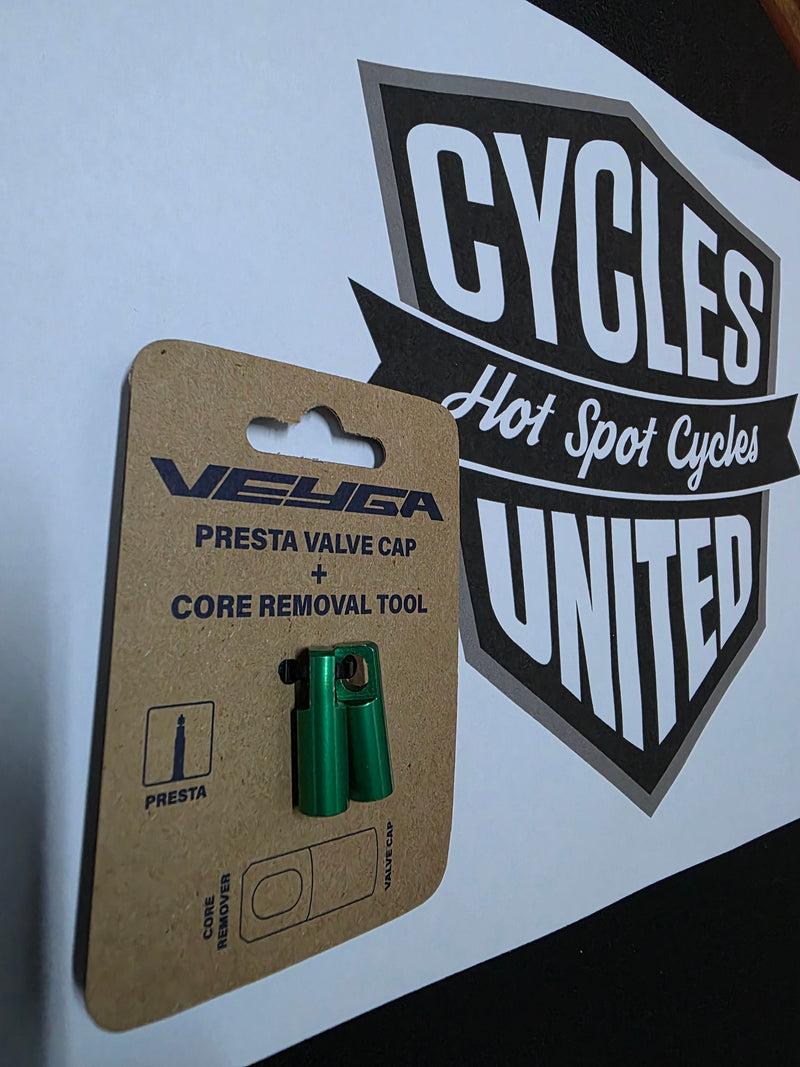 CYCLES
Hot Spot Cycles
UNITED
VEYGA
PRESTA VALVE CAP
+
CORE REMOVAL TOOL
PRESTA
CORE
REMOVER
VALVE CAP